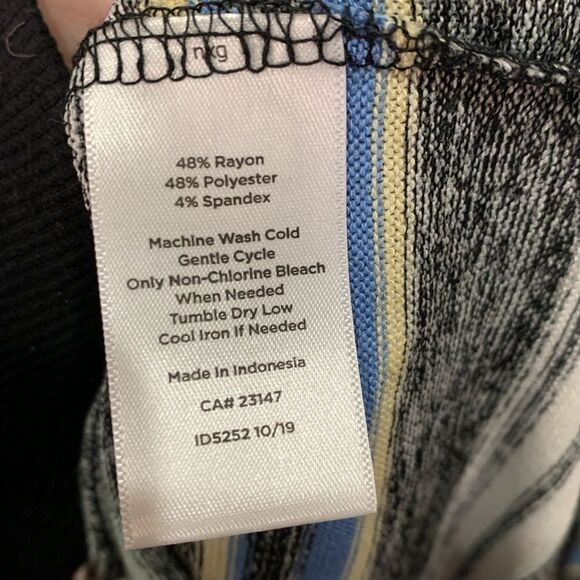 nxg
48% Rayon
48% Polyester
4% Spandex
Machine Wash Cold
Gentle Cycle
Only Non-Chlorine Bleach
When Needed
Tumble Dry Low
Cool Iron If Needed
Made In Indonesia
CA# 23147
ID5252 10/19